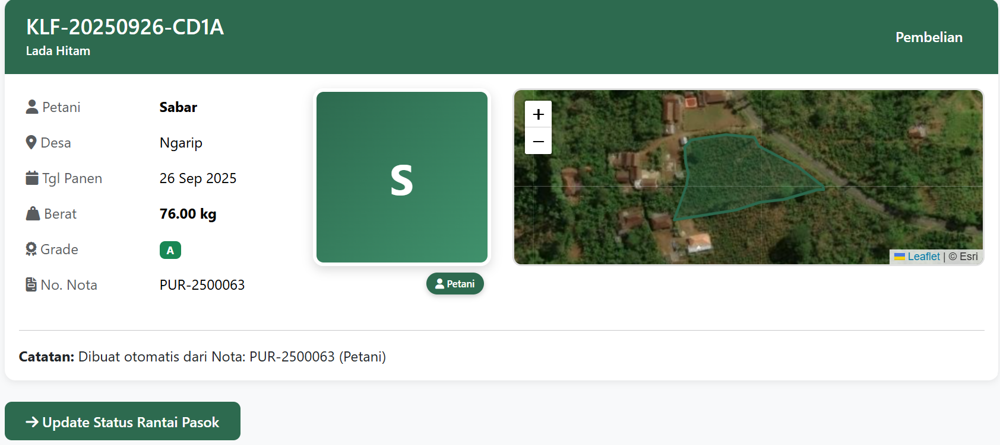 KLF-20250926-CD1A
Lada Hitam
Pembelian
Petani Sabar
Desa Ngarip
Tgl Panen 26 Sep 2025
Berat 76.00 kg
Grade A
No. Nota PUR-2500063
S
Petani
+
−
Leaflet | © Esri
Catatan: Dibuat otomatis dari Nota: PUR-2500063 (Petani)
→ Update Status Rantai Pasok